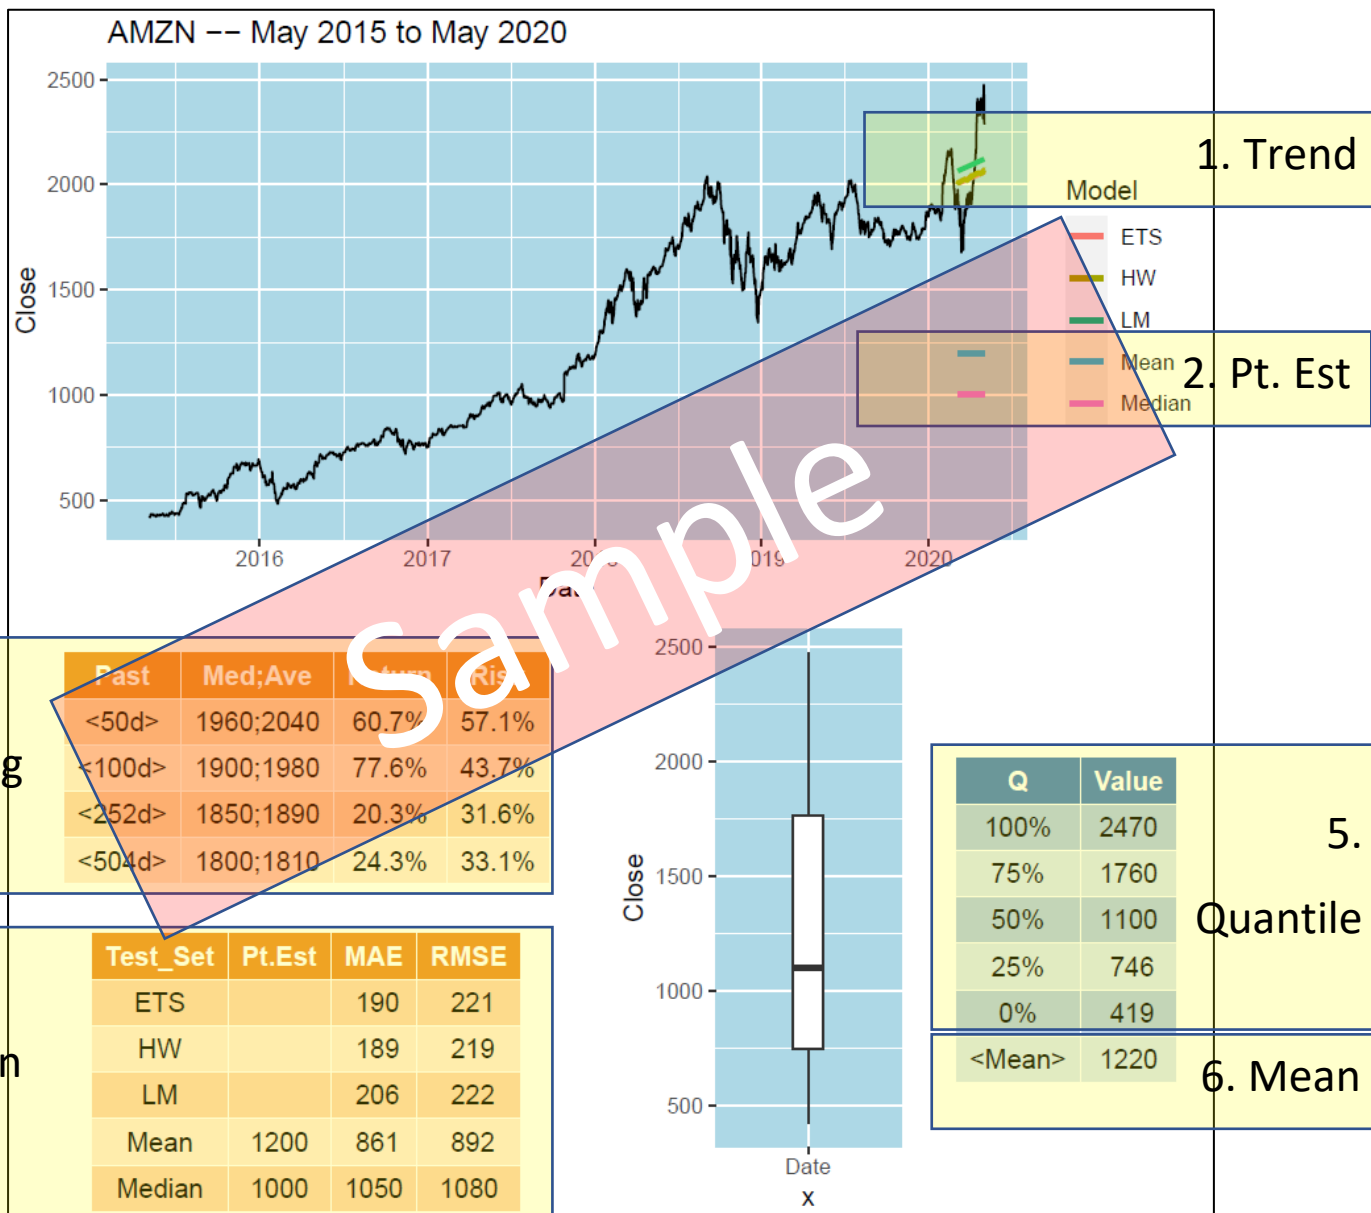 AMZN −− May 2015 to May 2020
2500
2000
1500
1000
500
Close
2016
2017
2019
2020
1. Trend
Model
ETS
HW
LM
Mean
Median
2. Pt. Est
Sample
g
Past Med;Ave Return Risk
<50d> 1960;2040 60.7% 57.1%
<100d> 1900;1980 77.6% 43.7%
<252d> 1850;1890 20.3% 31.6%
<504d> 1800;1810 24.3% 33.1%
n
Test_Set Pt.Est MAE RMSE
ETS 190 221
HW 189 219
LM 206 222
Mean 1200 861 892
Median 1000 1050 1080
2500
2000
1500
1000
500
Close
Date
x
Q Value
100% 2470
75% 1760
50% 1100
25% 746
0% 419
<Mean> 1220
5.
Quantile
6. Mean